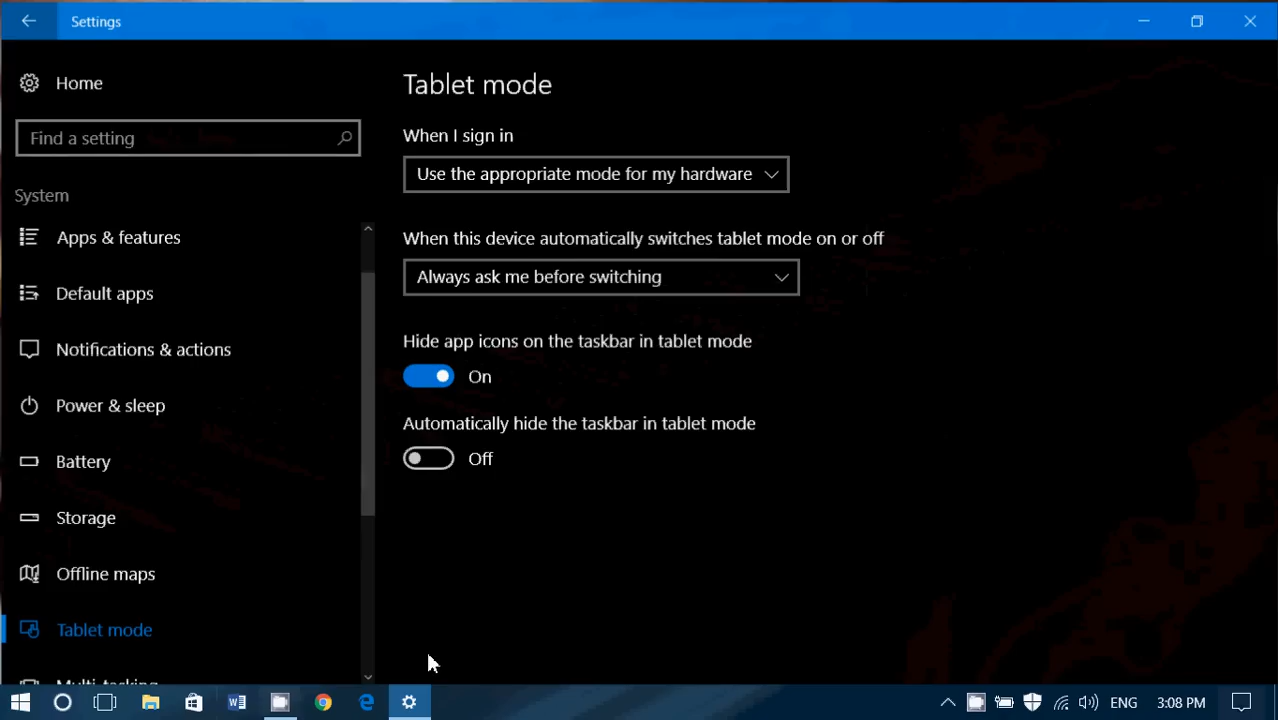 Settings
Home
Find a setting
System
Apps & features
Default apps
Notifications & actions
Power & sleep
Battery
Storage
Offline maps
Tablet mode
Multi-tasking
Tablet mode
When I sign in
Use the appropriate mode for my hardware
When this device automatically switches tablet mode on or off
Always ask me before switching
Hide app icons on the taskbar in tablet mode
On
Automatically hide the taskbar in tablet mode
Off
ENG
3:08 PM